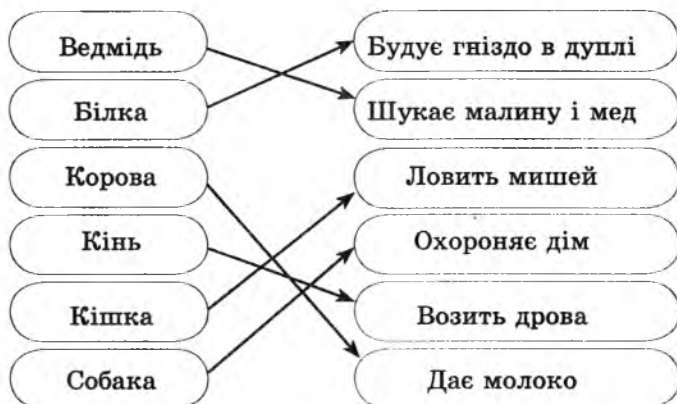 Ведмідь Будує гніздо в дуплі
Білка Шукає малину і мед
Корова Ловить мишей
Кінь Охороняє дім
Кішка Возить дрова
Собака Дає молоко